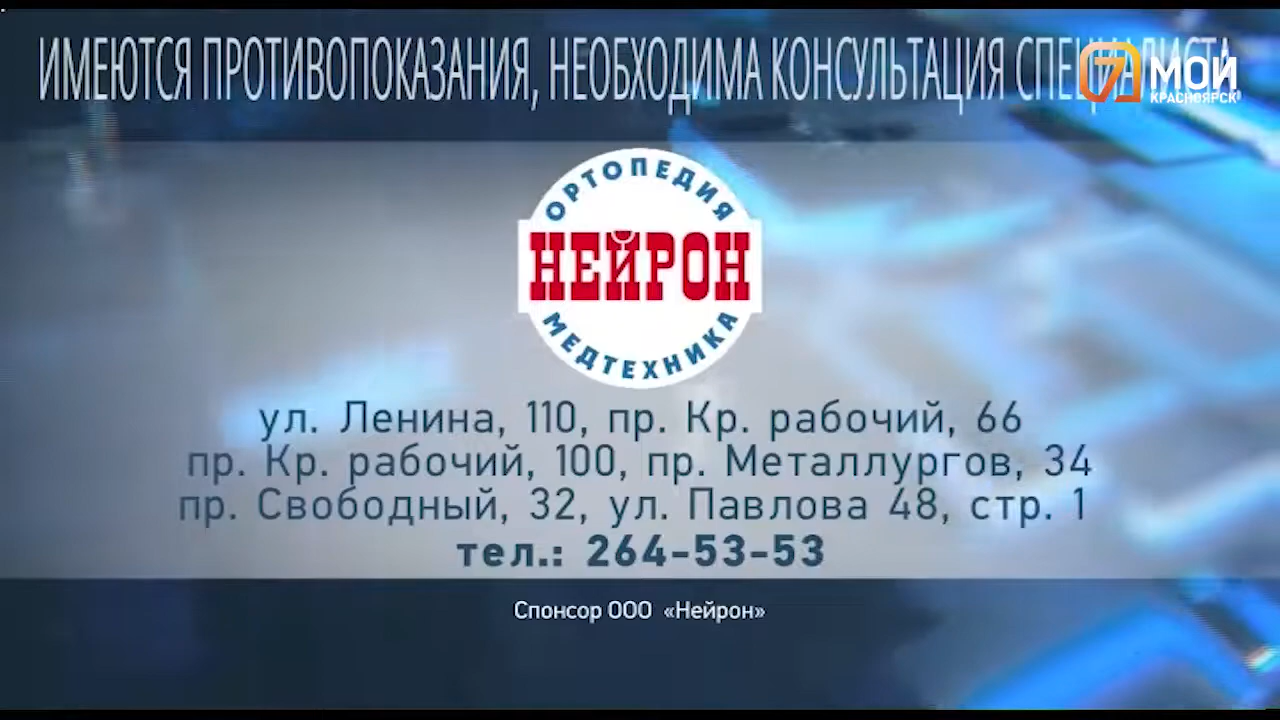 ИМЕЮТСЯ ПРОТИВОПОКАЗАНИЯ, НЕОБХОДИМА КОНСУЛЬТАЦИЯ СПЕЦИАЛИСТА
7 МОЙ
КРАСНОЯРСК
ОРТОПЕДИЯ
НЕЙРОН
МЕДТЕХНИКА
ул. Ленина, 110, пр. Кр. рабочий, 66
пр. Кр. рабочий, 100, пр. Металлургов, 34
пр. Свободный, 32, ул. Павлова 48, стр. 1
тел.: 264-53-53
Спонсор ООО «Нейрон»